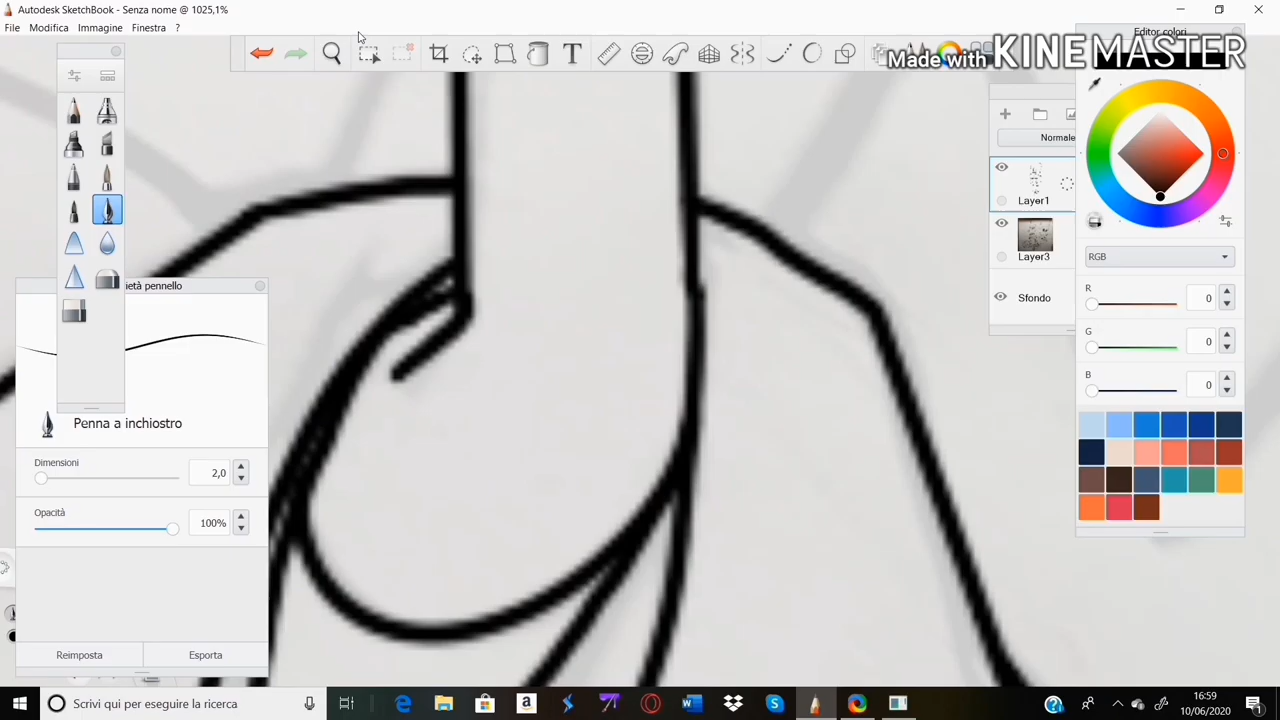 Autodesk SketchBook - Senza nome @ 1025,1%
File Modifica Immagine Finestra ?
Editor colori
Made with KINEMASTER
Normale
Layer1
Layer3
Sfondo
RGB
R 0
G 0
B 0
ietà pennello
Penna a inchiostro
Dimensioni
2,0
Opacità
100%
Reimposta Esporta
Scrivi qui per eseguire la ricerca
16:59
10/06/2020